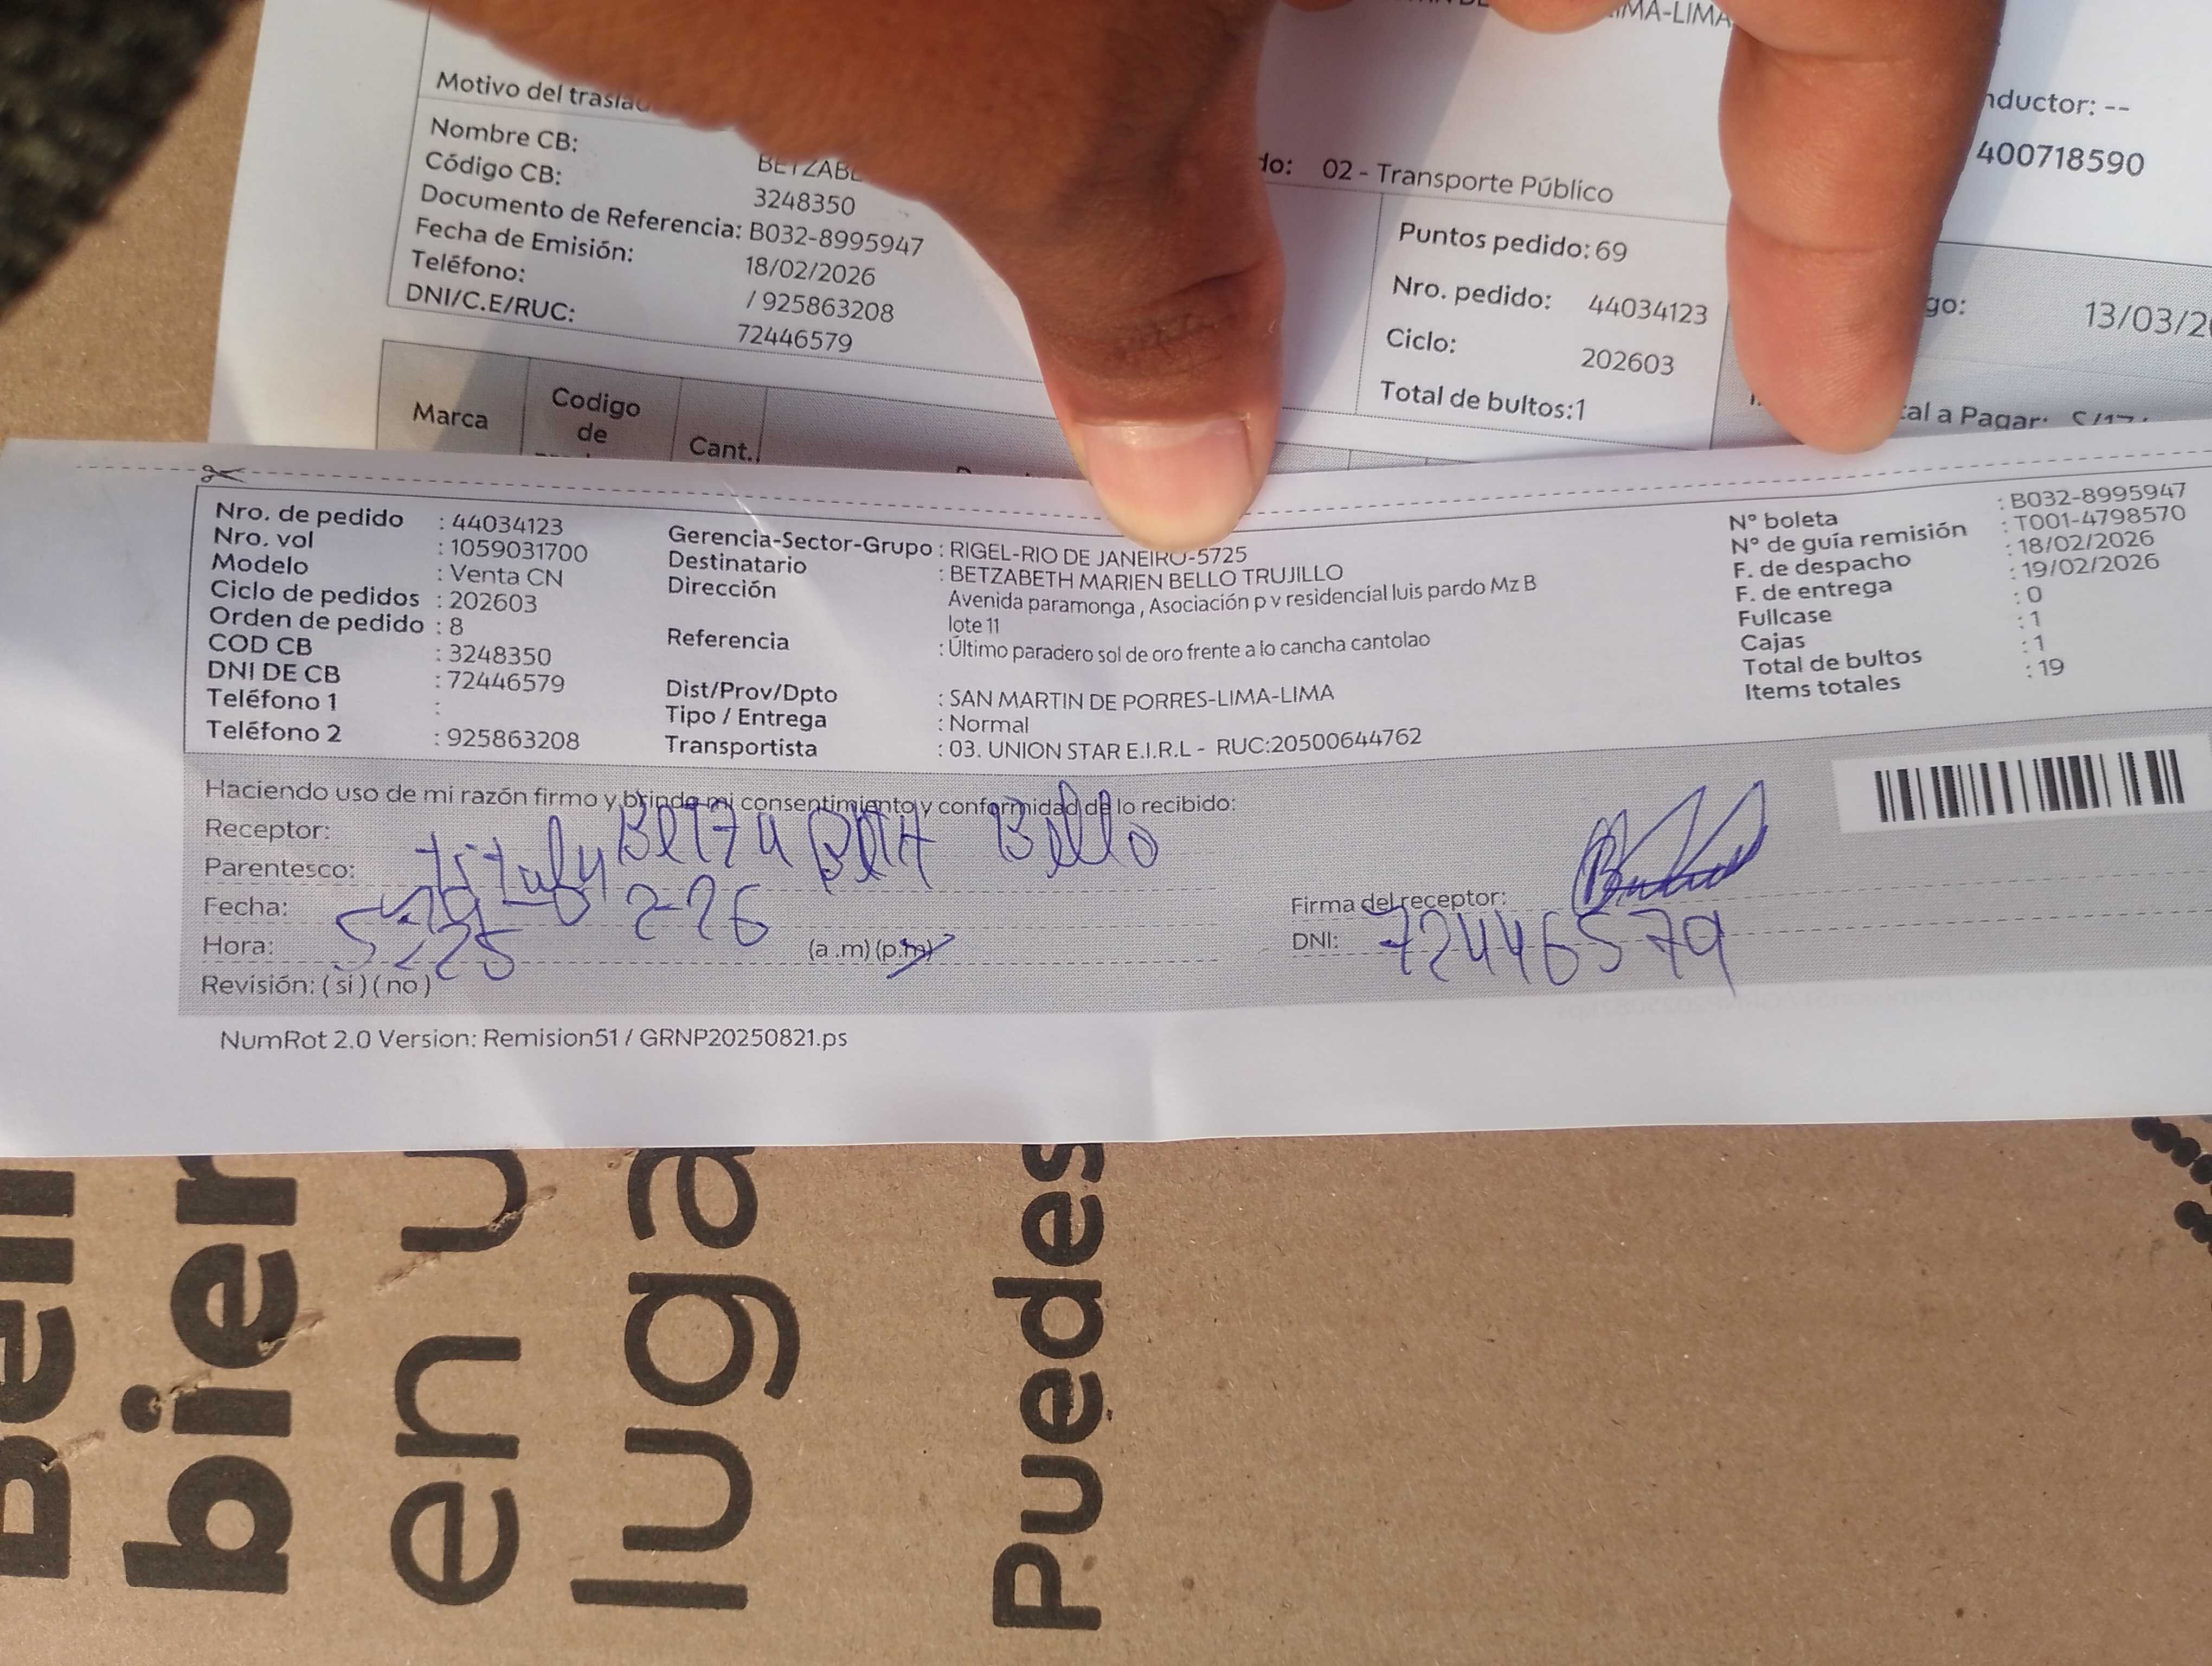 IMA-LIMA
Motivo del traslad
nductor: --
Nombre CB: BETZABE
do: 02 - Transporte Público
400718590
Código CB: 3248350
Documento de Referencia: B032-8995947
Puntos pedido: 69
Fecha de Emisión: 18/02/2026
Nro. pedido: 44034123
go: 13/03/2
Teléfono: / 925863208
Ciclo: 202603
DNI/C.E/RUC: 72446579
Total de bultos:1
tal a Pagar:
Marca
Codigo
de
Cant.
Nro. de pedido : 44034123
Nro. vol : 1059031700
Modelo : Venta CN
Ciclo de pedidos : 202603
Orden de pedido : 8
COD CB : 3248350
DNI DE CB : 72446579
Teléfono 1 :
Teléfono 2 : 925863208
Gerencia-Sector-Grupo : RIGEL-RIO DE JANEIRO-5725
Destinatario : BETZABETH MARIEN BELLO TRUJILLO
Dirección Avenida paramonga , Asociación p v residencial luis pardo Mz B
lote 11
Referencia : Último paradero sol de oro frente a lo cancha cantolao
Dist/Prov/Dpto : SAN MARTIN DE PORRES-LIMA-LIMA
Tipo / Entrega : Normal
Transportista : 03. UNION STAR E.I.R.L - RUC:20500644762
N° boleta : B032-8995947
N° de guía remisión : T001-4798570
F. de despacho : 18/02/2026
F. de entrega : 19/02/2026
Fullcase : 0
Cajas : 1
Total de bultos : 1
Items totales : 19
Haciendo uso de mi razón firmo y brindo mi consentimiento y conformidad de lo recibido:
Receptor: Bello
Parentesco:
Fecha: 2-26
Hora: (a .m) (p.m)
Revisión: ( si ) ( no )
Firma del receptor:
DNI: 72446579
NumRot 2.0 Version: Remision51 / GRNP20250821.ps
bien
en u
luga
Puedes